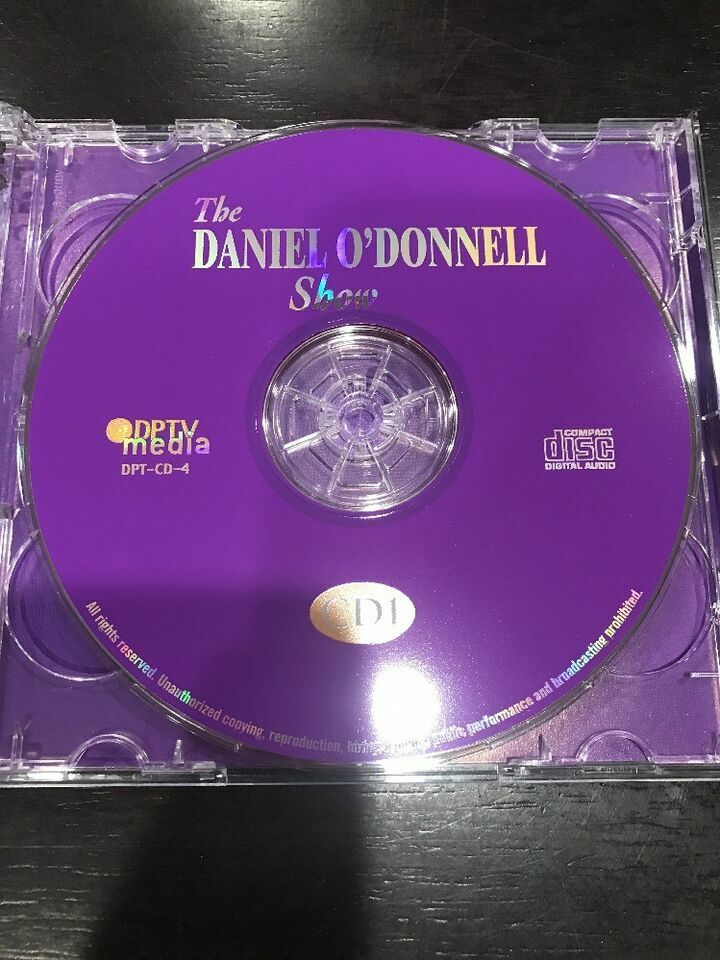 The
DANIEL O'DONNELL
Show
DPTV
media
DPT-CD-4
COMPACT
disc
DIGITAL AUDIO
CD1
All rights reserved. Unauthorized copying, reproduction, public performance and broadcasting prohibited.